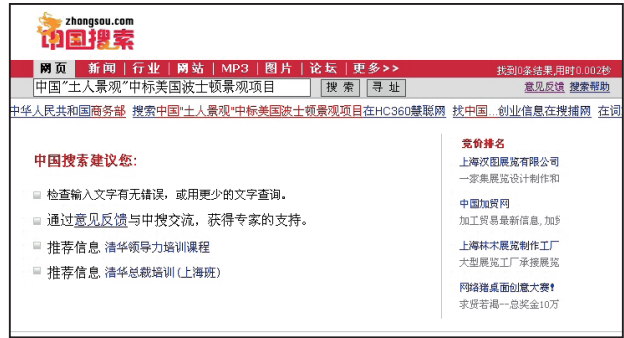 zhongsou.com
中国搜索
网页 新闻 | 行业 | 网站 | MP3 | 图片 | 论坛 | 更多>>
找到0条结果,用时0.002秒
中国"土人景观"中标美国波士顿景观项目
搜索
寻址
意见反馈 搜索帮助
中华人民共和国商务部 搜索中国"土人景观"中标美国波士顿景观项目在HC360慧聪网 找中国...创业信息在搜捕网 在词
中国搜索建议您:
检查输入文字有无错误，或用更少的文字查询。
通过意见反馈与中搜交流，获得专家的支持。
推荐信息 清华领导力培训课程
推荐信息 清华总裁培训(上海班)
竞价排名
上海汉图展览有限公司
一家集展览设计制作和
中国加贸网
加工贸易最新信息,加
上海林木展览制作工厂
大型展览工厂承接展览
网络猪桌面创意大赛!
求贤若渴--总奖金10万